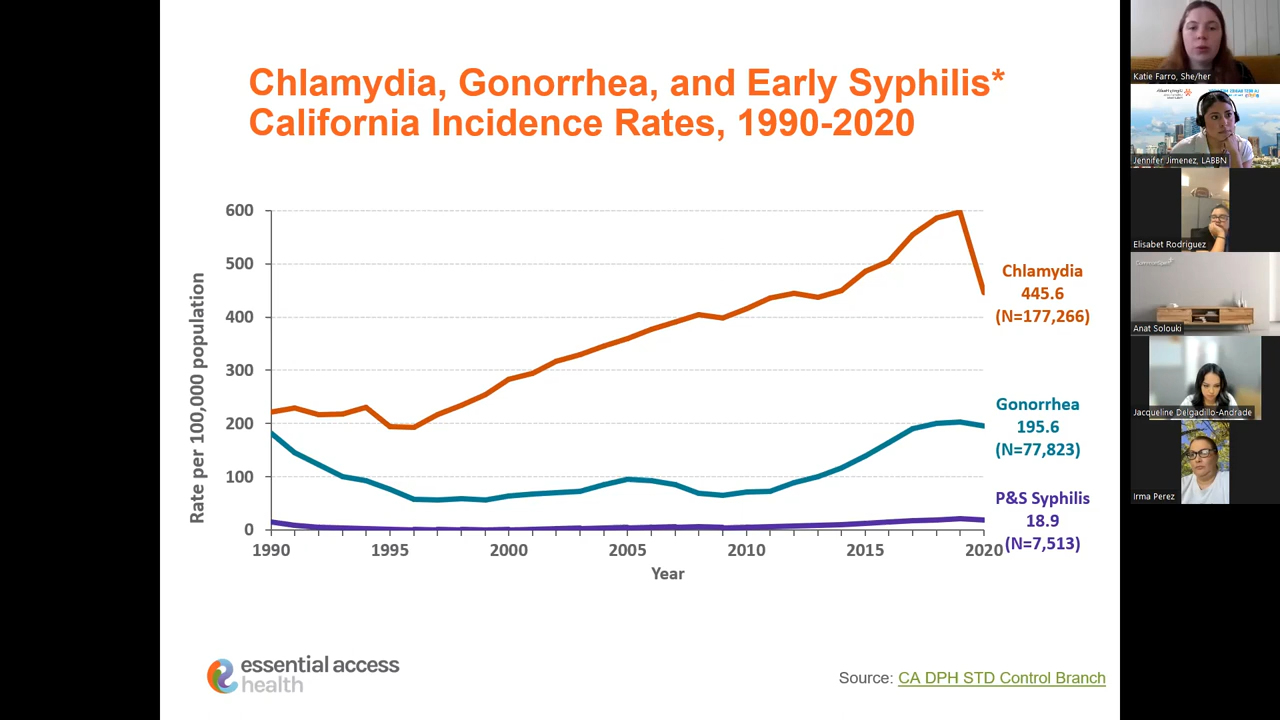 Chlamydia, Gonorrhea, and Early Syphilis*
California Incidence Rates, 1990-2020
Rate per 100,000 population
600
500
400
300
200
100
0
1990
1995
2000
2005
2010
2015
2020
Year
Chlamydia
445.6
(N=177,266)
Gonorrhea
195.6
(N=77,823)
P&S Syphilis
18.9
(N=7,513)
essential access
health
Source: CA DPH STD Control Branch
Katie Farro, She/her
Jennifer Jimenez, LABBN
Elisabet Rodriguez
Anat Solouki
Jacqueline Delgadillo-Andrade
Irma Perez